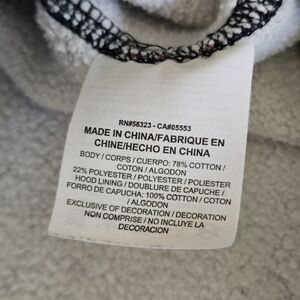 RN#56323 - CA#05553
MADE IN CHINA/FABRIQUE EN
CHINE/HECHO EN CHINA
BODY / CORPS / CUERPO: 78% COTTON /
COTON / ALGODON
22% POLYESTER / POLYESTER / POLIESTER
HOOD LINING / DOUBLURE DE CAPUCHE /
FORRO DE CAPUCHA: 100% COTTON / COTON
/ ALGODON
EXCLUSIVE OF DECORATION / DECORATION
NON COMPRISE / NO INCLUYE LA
DECORACION